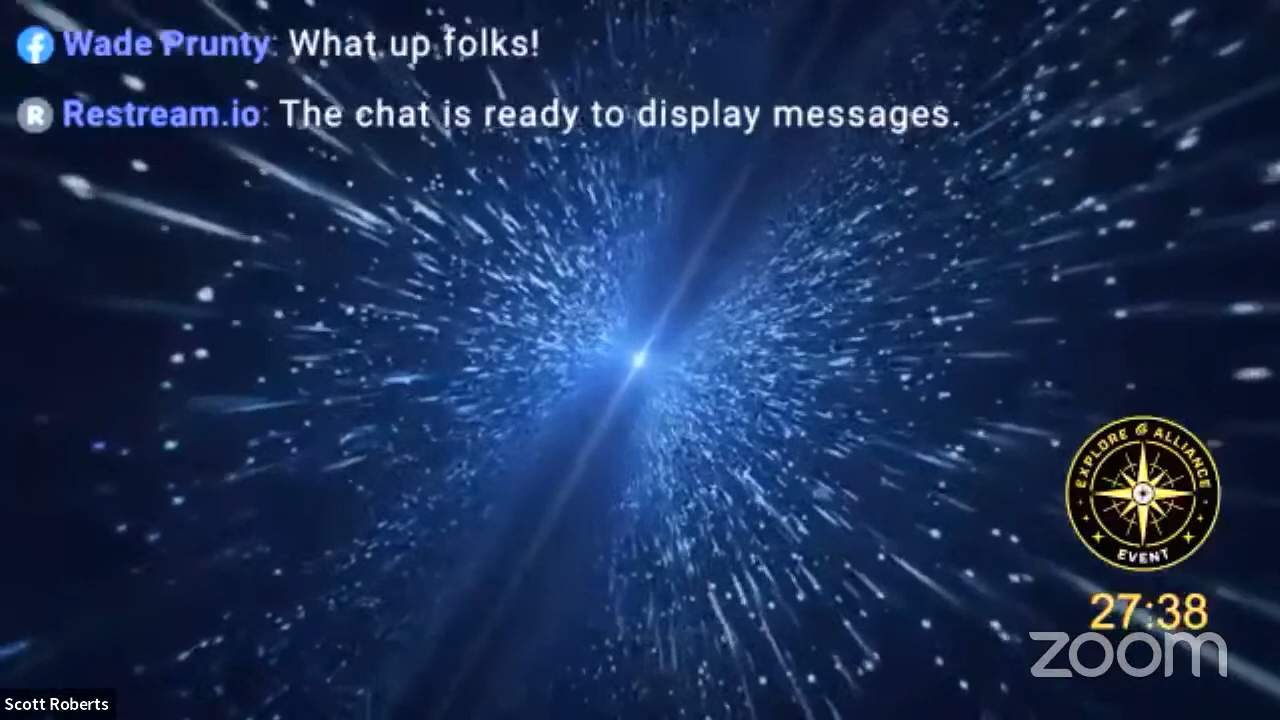 Wade Prunty: What up folks!
R Restream.io: The chat is ready to display messages.
EXPLORE ALLIANCE
EVENT
27:38
zoom
Scott Roberts